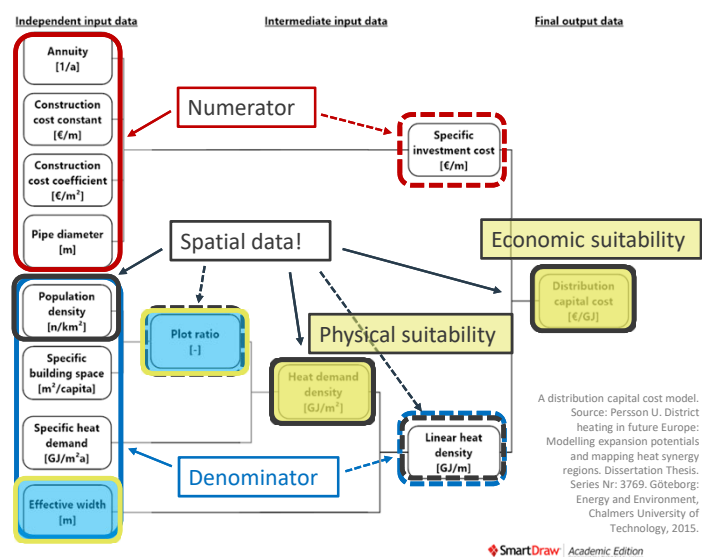 Independent input data
Intermediate input data
Final output data
Annuity
[1/a]
Construction
cost constant
[€/m]
Construction
cost coefficient
[€/m²]
Pipe diameter
[m]
Numerator
Specific
investment cost
[€/m]
Spatial data!
Economic suitability
Population
density
[n/km²]
Plot ratio
[-]
Distribution
capital cost
[€/GJ]
Physical suitability
Specific
building space
[m²/capita]
Heat demand
density
[GJ/m²]
Specific heat
demand
[GJ/m²a]
Linear heat
density
[GJ/m]
Denominator
Effective width
[m]
A distribution capital cost model.
Source: Persson U. District
heating in future Europe:
Modelling expansion potentials
and mapping heat synergy
regions. Dissertation Thesis.
Series Nr: 3769. Göteborg:
Energy and Environment,
Chalmers University of
Technology, 2015.
SmartDraw Academic Edition